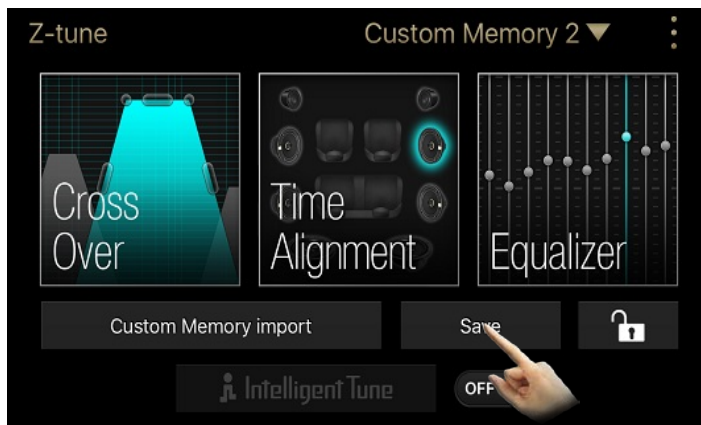 Z-tune
Custom Memory 2
Cross
Over
Time
Alignment
Equalizer
Custom Memory import
Save
Intelligent Tune
OFF